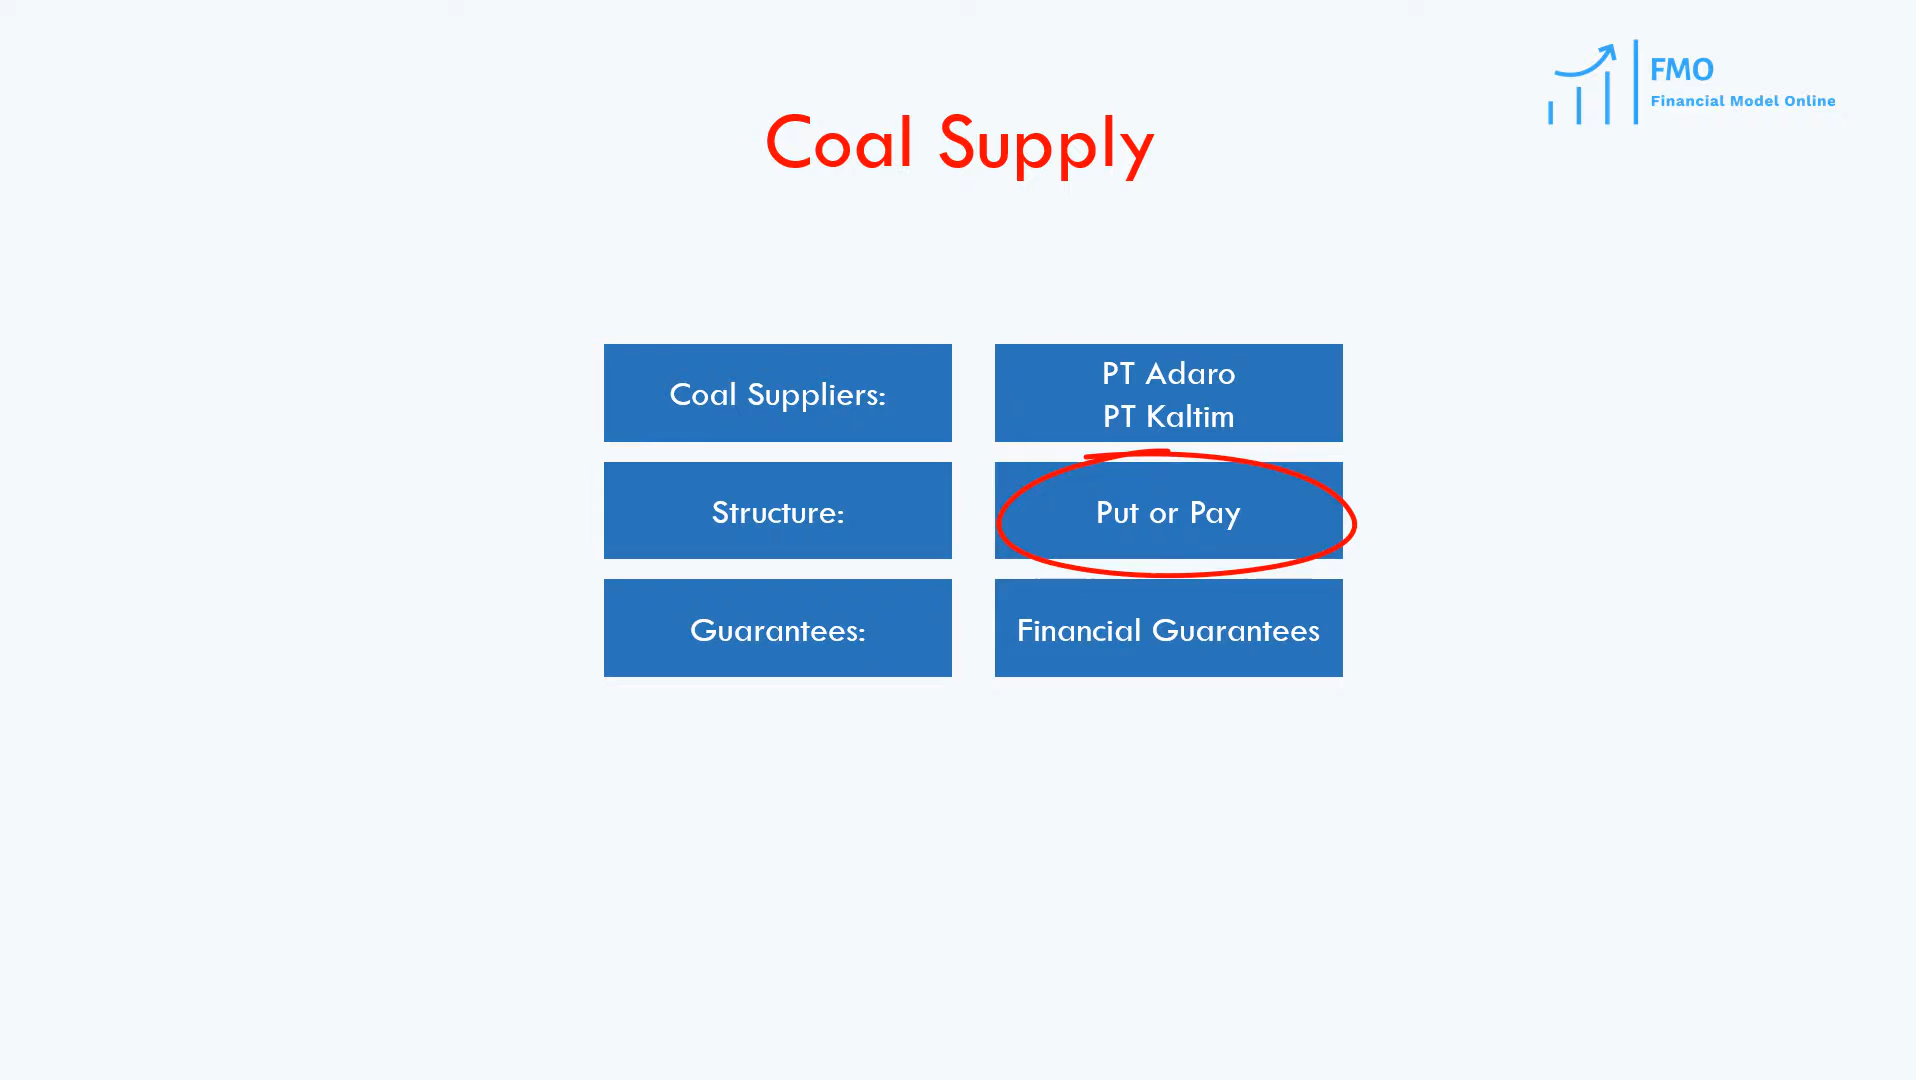 FMO
Financial Model Online
Coal Supply
Coal Suppliers:
PT Adaro
PT Kaltim
Structure:
Put or Pay
Guarantees:
Financial Guarantees